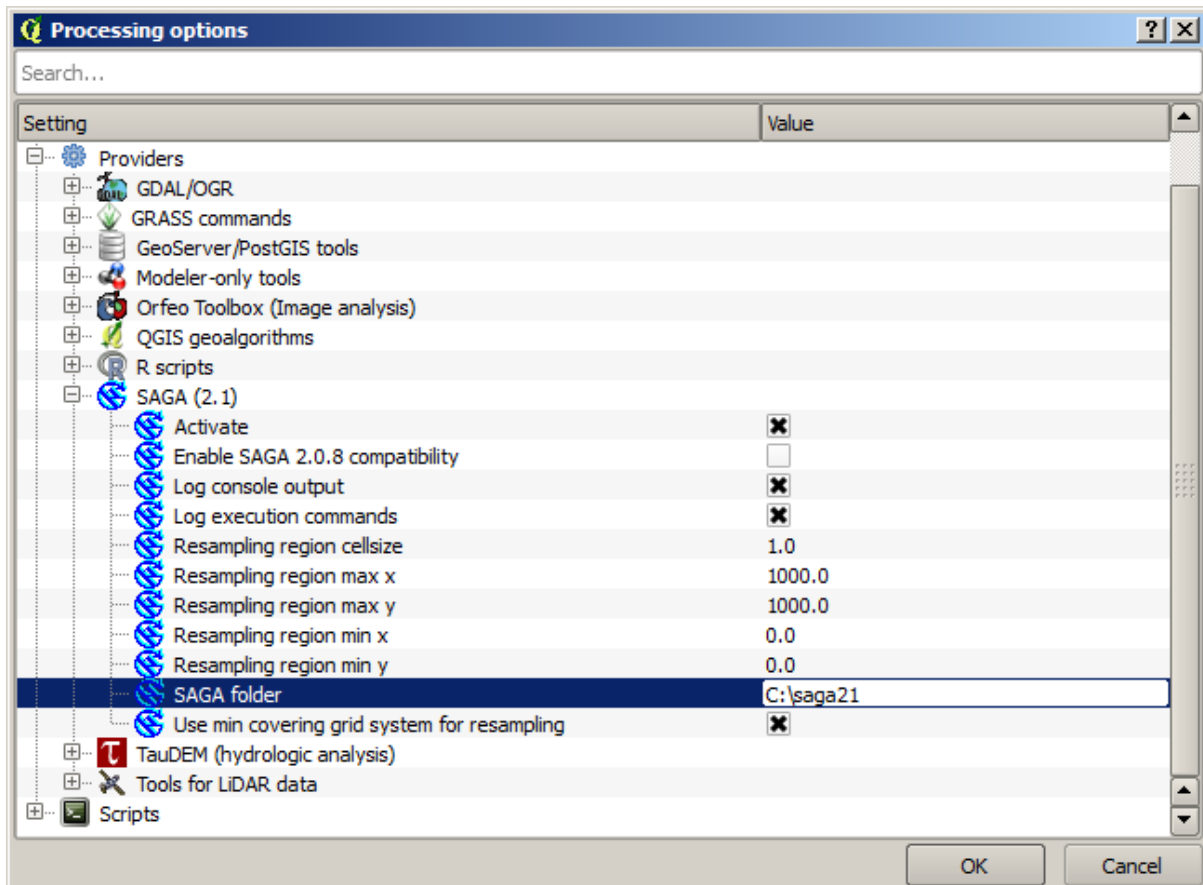 Processing options
Search...
Setting Value
Providers
GDAL/OGR
GRASS commands
GeoServer/PostGIS tools
Modeler-only tools
Orfeo Toolbox (Image analysis)
QGIS geoalgorithms
R scripts
SAGA (2.1)
Activate
Enable SAGA 2.0.8 compatibility
Log console output
Log execution commands
Resampling region cellsize 1.0
Resampling region max x 1000.0
Resampling region max y 1000.0
Resampling region min x 0.0
Resampling region min y 0.0
SAGA folder C:\saga21
Use min covering grid system for resampling
TauDEM (hydrologic analysis)
Tools for LiDAR data
Scripts
OK Cancel